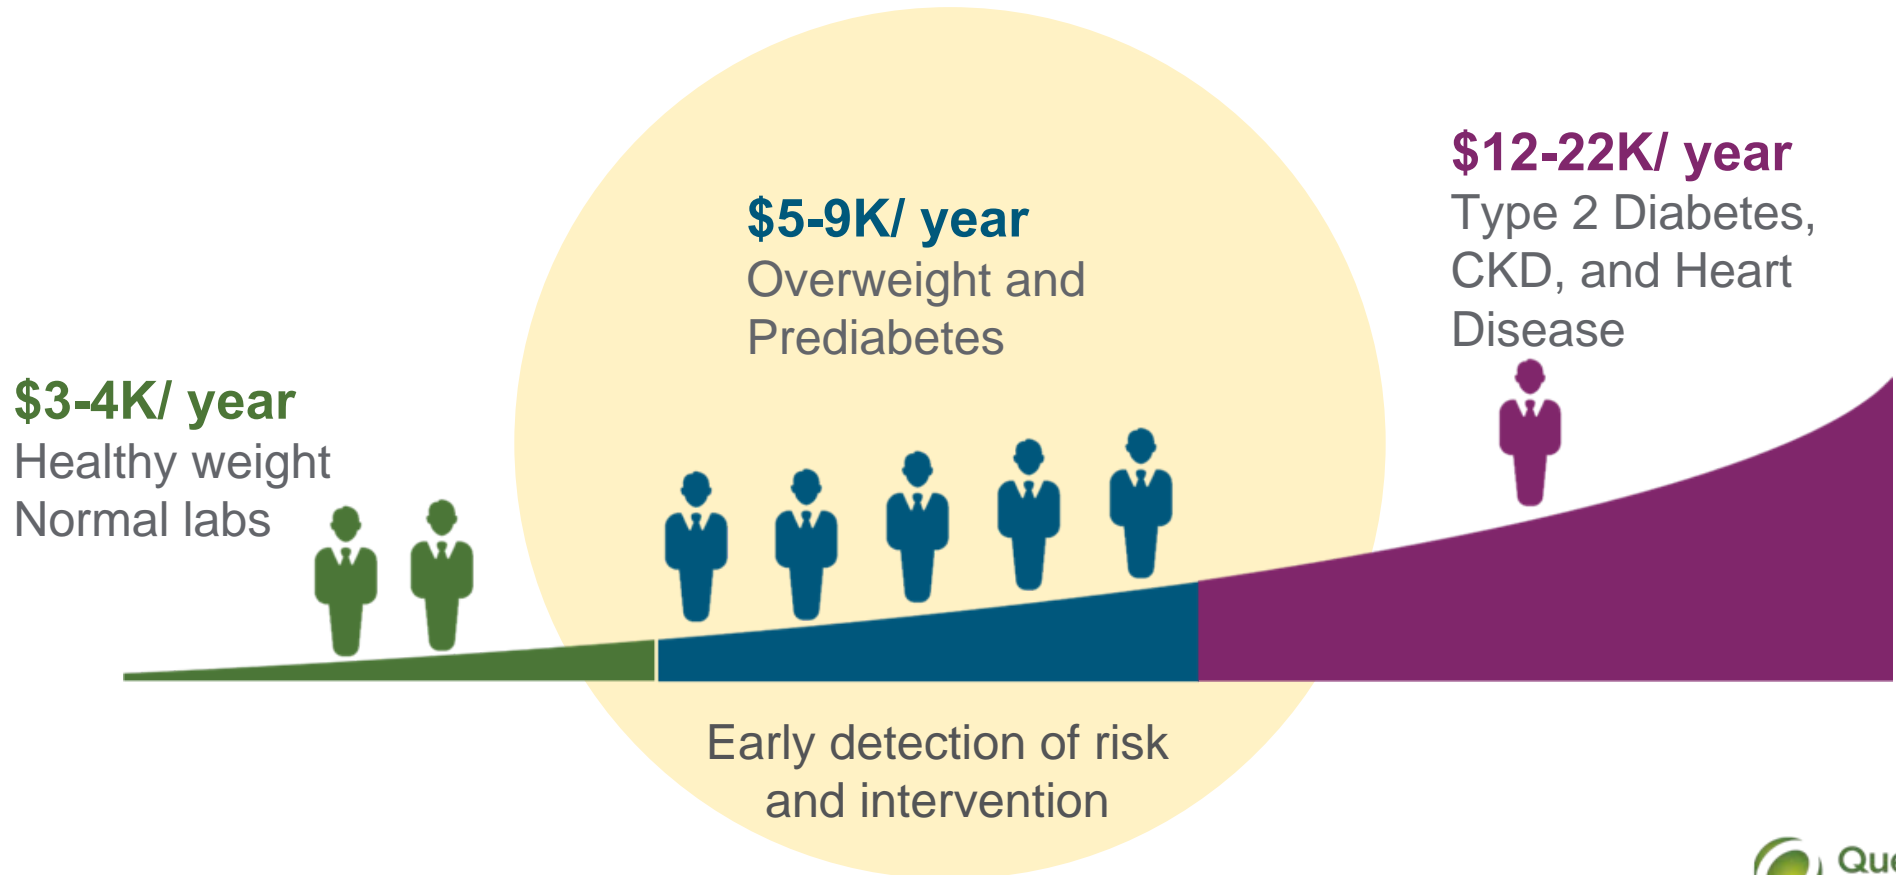 $3-4K/ year
Healthy weight
Normal labs
$5-9K/ year
Overweight and
Prediabetes
$12-22K/ year
Type 2 Diabetes,
CKD, and Heart
Disease
Early detection of risk
and intervention